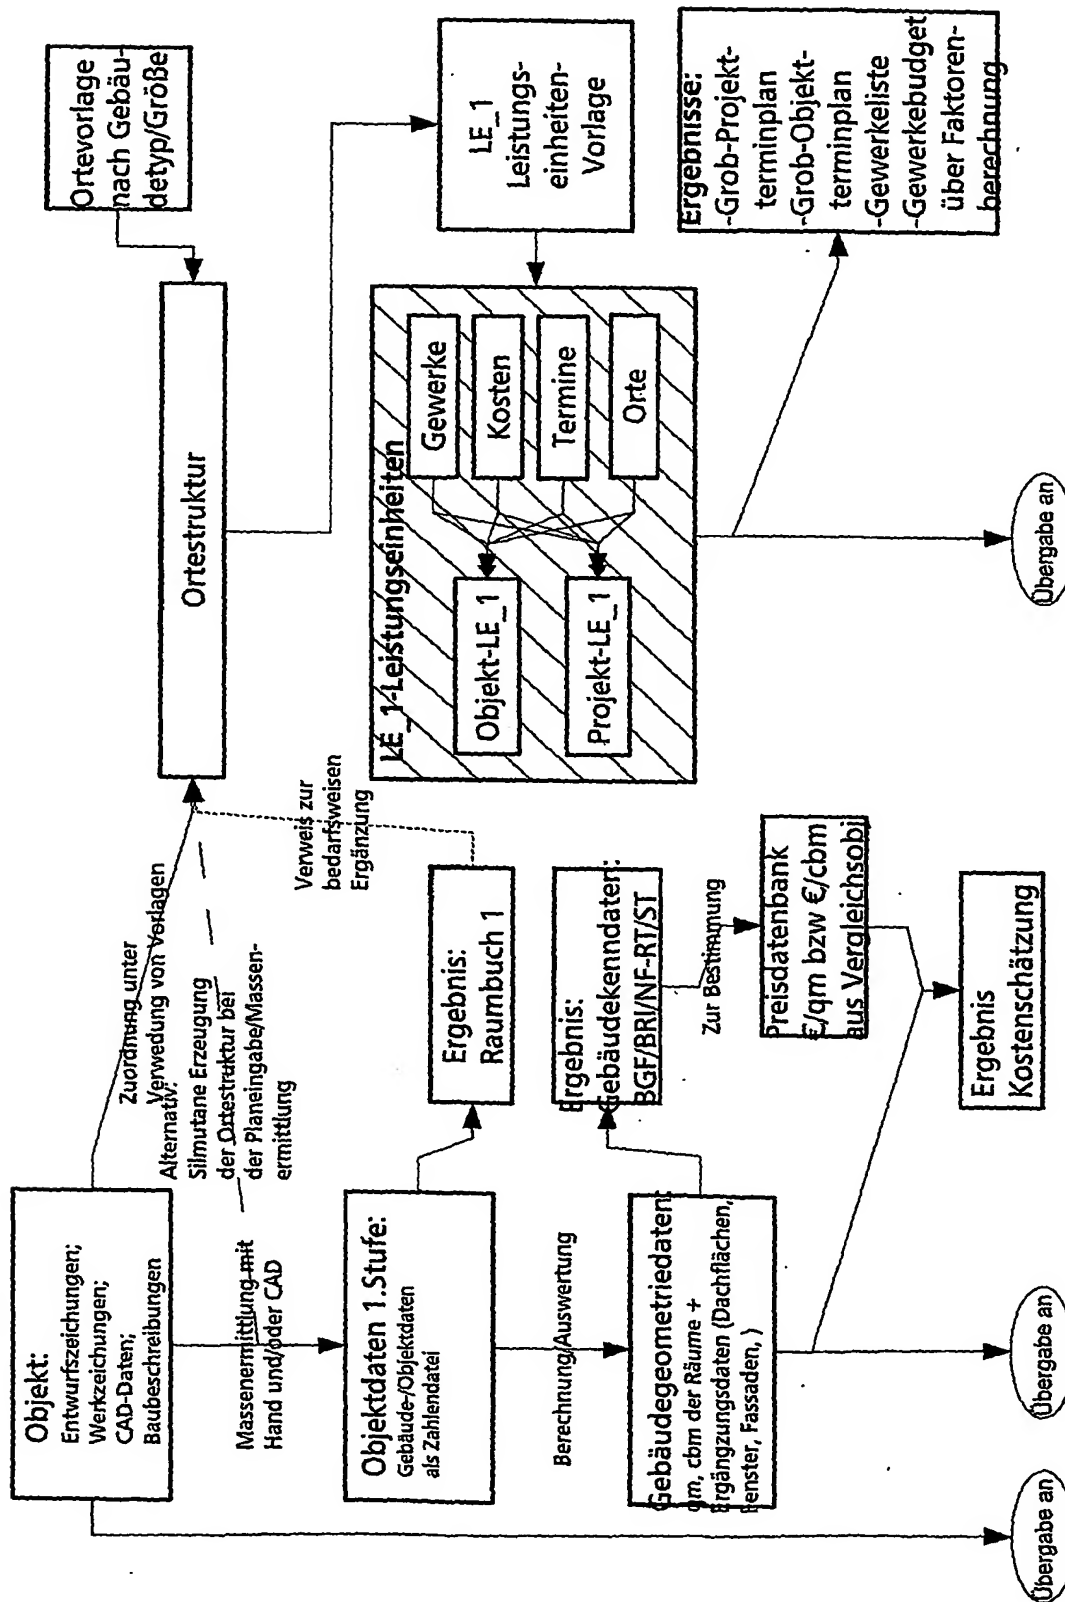 Objekt:
Entwurfszeichnungen;
Werkzeichungen;
CAD-Daten;
Baubeschreibungen
Zuordnung unter
Verwedung von Vorlagen
Alternativ:
Silmutane Erzeugung
der Ortestruktur bei
der Planeingabe/Massen-
ermittlung
Ortestruktur
Ortevorlage
nach Gebäu-
detyp/Größe
Massenermittlung mit
Hand und/oder CAD
Verweis zur
bedarfsweisen
Ergänzung
Objektdaten 1.Stufe:
Gebäude-/Objektdaten
als Zahlendatei
Ergebnis:
Raumbuch 1
LE_1-Leistungseinheiten
Objekt-LE_1
Projekt-LE_1
Gewerke
Kosten
Termine
Orte
LE_1
Leistungs-
einheiten-
Vorlage
Berechnung/Auswertung
Ergebnis:
Gebäudekenndaten:
BGF/BRI/NF-RT/ST
Gebäudegeometriedaten:
qm, cbm der Räume +
Ergängzungsdaten (Dachflächen,
Fenster, Fassaden, )
Zur Bestimmung
Preisdatenbank
€/qm bzw €/cbm
aus Vergleichsobj
Ergebnisse:
-Grob-Projekt-
terminplan
-Grob-Objekt-
terminplan
-Gewerkeliste
-Gewerkebudget
über Faktoren-
berechnung
Ergebnis
Kostenschätzung
Übergabe an
Übergabe an
Übergabe an